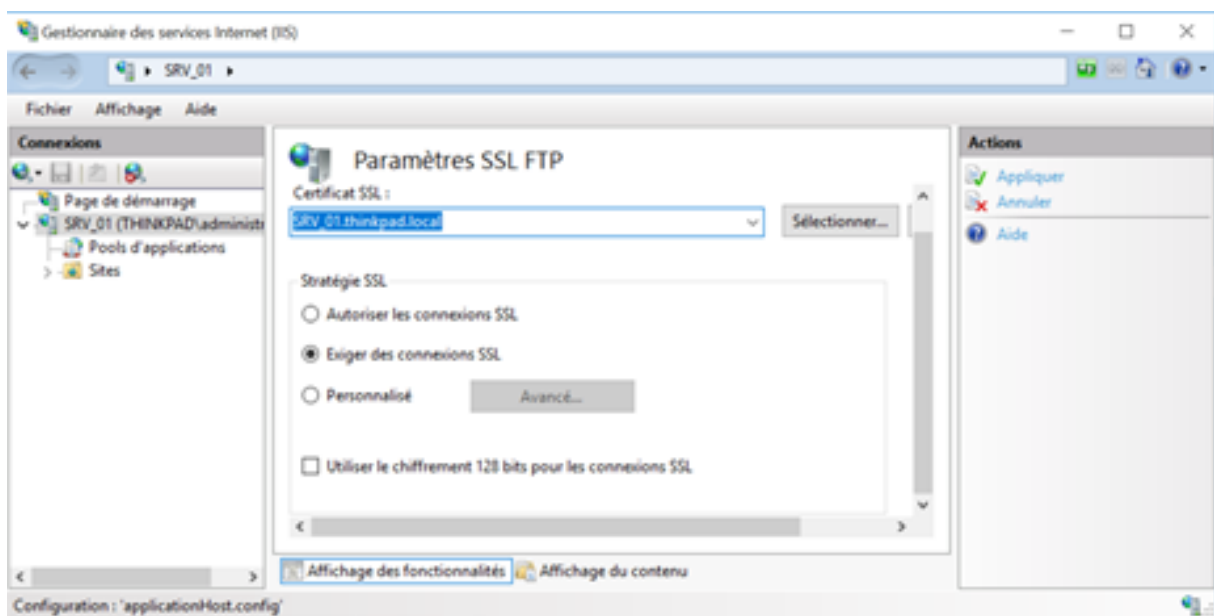 Gestionnaire des services Internet (IIS)
SRV_01
Fichier Affichage Aide
Connexions
Page de démarrage
SRV_01 (THINKPAD\administr
Pools d'applications
Sites
Paramètres SSL FTP
Certificat SSL :
SRV_01.thinkpad.local
Sélectionner...
Stratégie SSL
Autoriser les connexions SSL
Exiger des connexions SSL
Personnalisé
Avancé...
Utiliser le chiffrement 128 bits pour les connexions SSL
Affichage des fonctionnalités
Affichage du contenu
Actions
Appliquer
Annuler
Aide
Configuration : 'applicationHost.config'